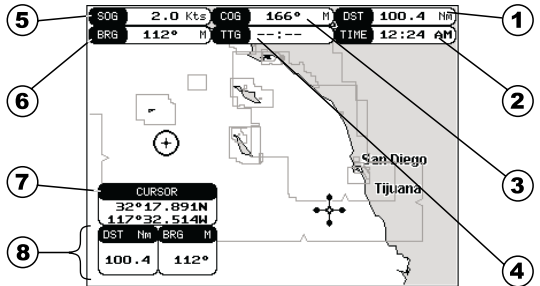 5 SOG 2.0 Kts COG 166° M DST 100.4 Nm 1
6 BRG 112° M TTG --:-- TIME 12:24 AM 2
San Diego
3
7 CURSOR Tijuana
32°17.891N
117°32.514W
8 DST Nm BRG M
100.4 112°
4